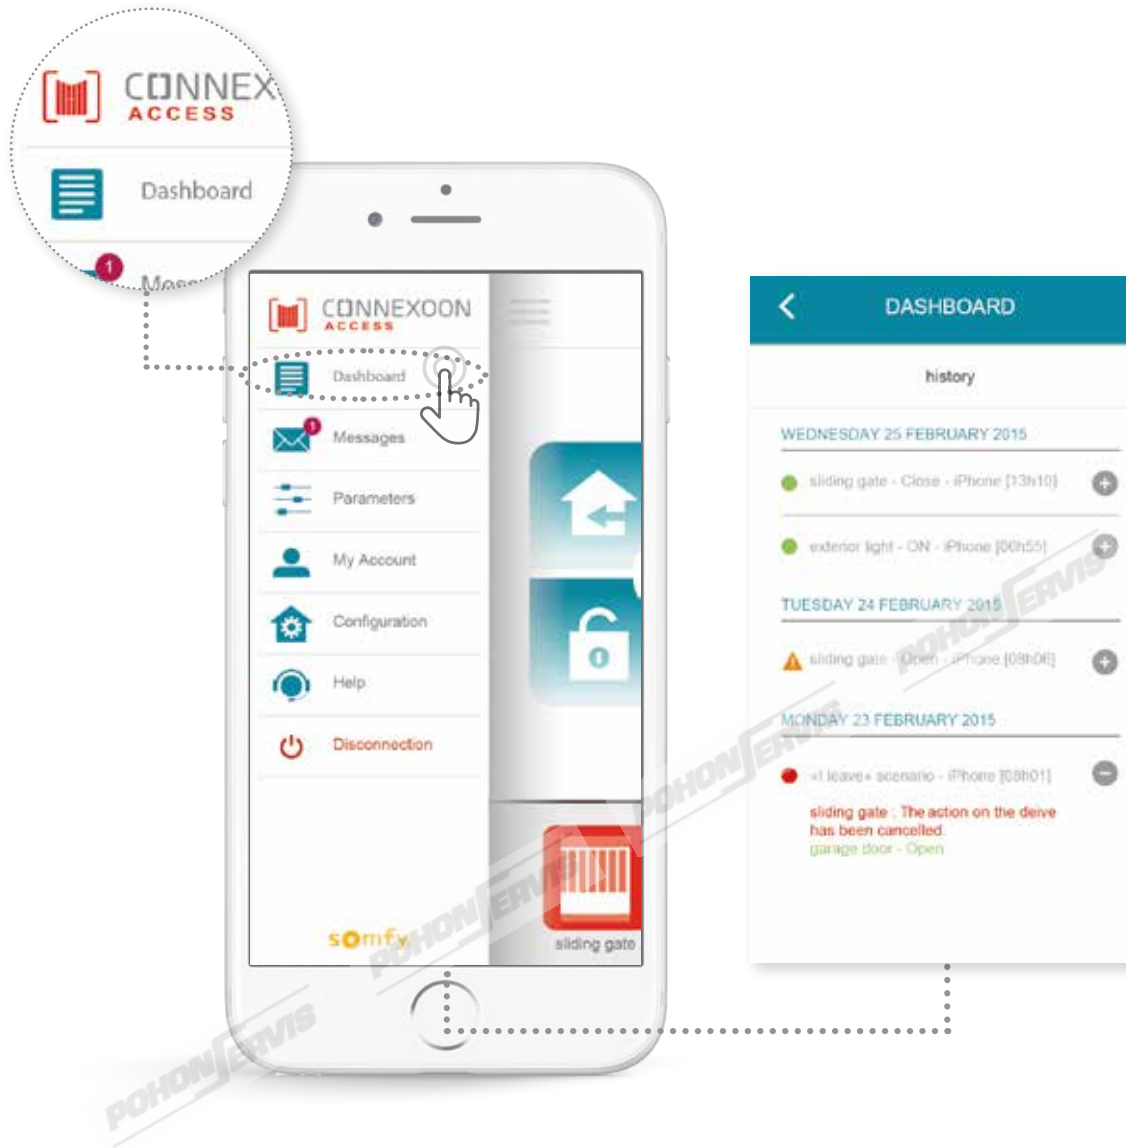 CONNEX
ACCESS
Dashboard
1
CONNEXOON
ACCESS
Dashboard
1
Messages
Parameters
My Account
Configuration
Help
Disconnection
somfy.
sliding gate
DASHBOARD
history
WEDNESDAY 25 FEBRUARY 2015
sliding gate - Close - iPhone [13h10]
exterior light - ON - iPhone [06h55]
TUESDAY 24 FEBRUARY 2015
sliding gate - Open - iPhone [08h06]
MONDAY 23 FEBRUARY 2015
«I leave» scenario - iPhone [08h01]
sliding gate : The action on the deive
has been cancelled.
garage door - Open
POHONSERVIS
POHONSERVIS
POHONSERVIS
POHONSERVIS